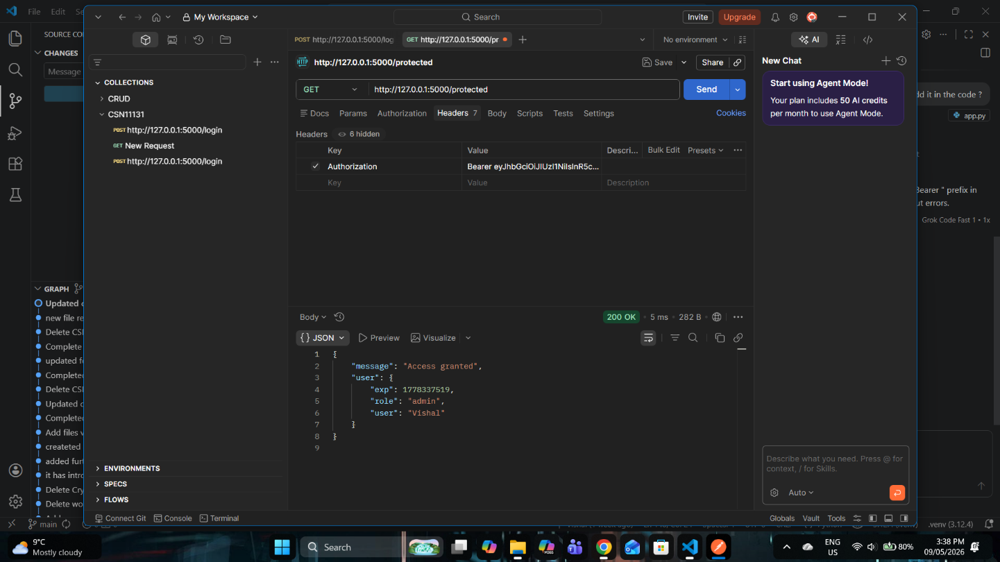 File Edit Se
My Workspace
Search
Invite
Upgrade
SOURCE CO
CHANGES
Message
POST http://127.0.0.1:5000/log
GET http://127.0.0.1:5000/pr
No environment
AI
HTTP http://127.0.0.1:5000/protected
Save
Share
New Chat
COLLECTIONS
CRUD
CSN11131
POST http://127.0.0.1:5000/login
GET New Request
POST http://127.0.0.1:5000/login
GET http://127.0.0.1:5000/protected
Send
Docs Params Authorization Headers 7 Body Scripts Tests Settings
Cookies
Headers 6 hidden
Key Value Descri... Bulk Edit Presets
Authorization Bearer eyJhbGciOiJIUzI1NiIsInR5c...
Key Value Description
Start using Agent Mode!
Your plan includes 50 AI credits
per month to use Agent Mode.
dd it in the code ?
app.py
Bearer " prefix in
ut errors.
Grok Code Fast 1 • 1x
GRAPH
Updated c
new file re
Delete CSI
Complete
updated fo
Completed
Delete CSI
Updated c
Completed
Add files v
createted
added furt
it has intro
Delete Cry
Delete wo
Body
200 OK • 5 ms • 282 B
{ } JSON
Preview
Visualize
1 {
2 "message": "Access granted",
3 "user": {
4 "exp": 1778337519,
5 "role": "admin",
6 "user": "Vishal"
7 }
8 }
9
ENVIRONMENTS
SPECS
FLOWS
Describe what you need. Press @ for
context, / for Skills.
Auto
Connect Git Console Terminal
Globals Vault Tools
main
.venv (3.12.4)
9°C
Mostly cloudy
Search
ENG
US
80%
3:38 PM
09/05/2026